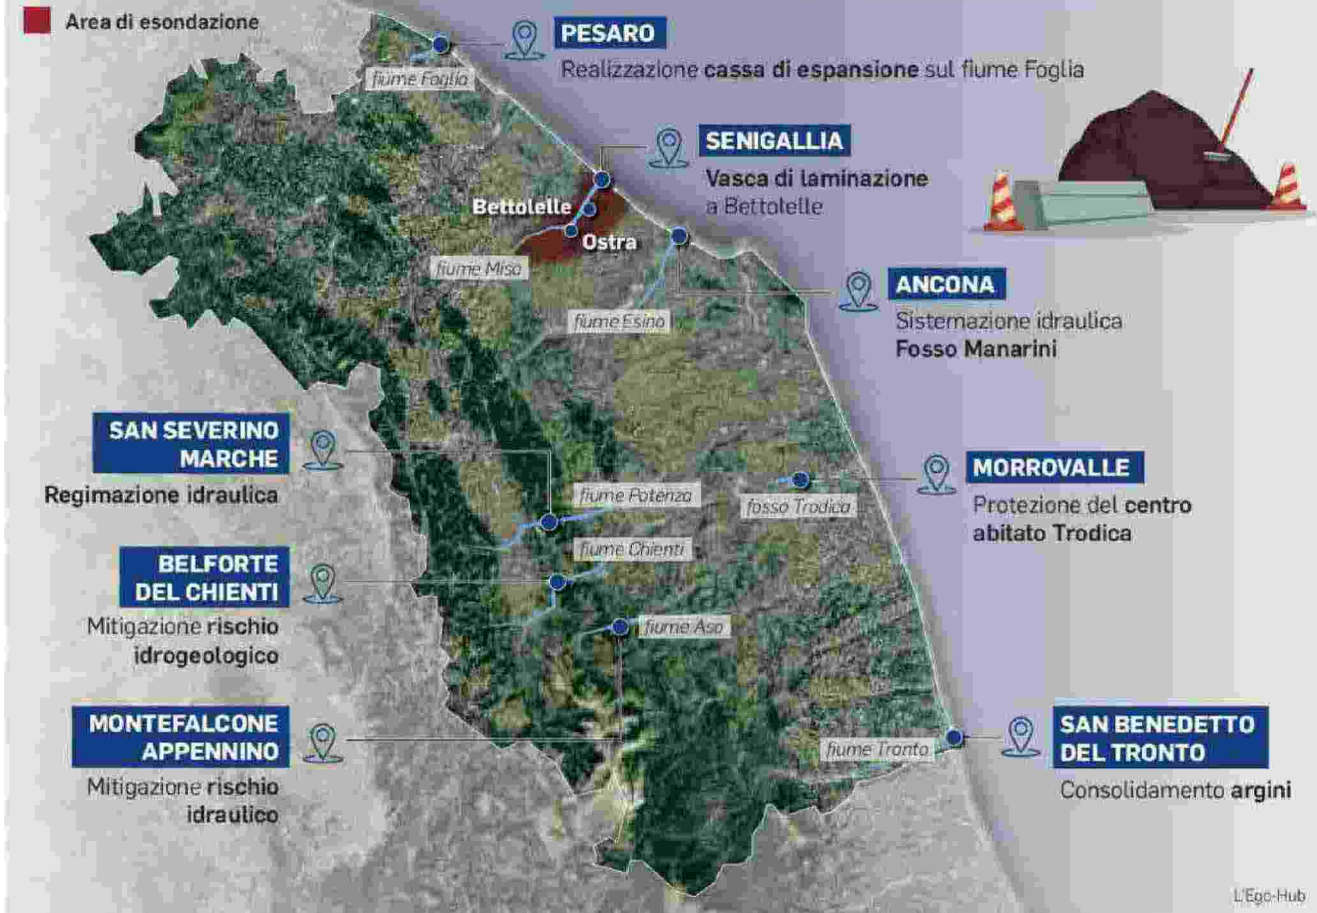 Area di esondazione
PESARO
Realizzazione cassa di espansione sul fiume Foglia
fiume Foglia
SENIGALLIA
Vasca di laminazione
a Bettolelle
Bettolelle
Ostra
fiume Misa
ANCONA
Sistemazione idraulica
Fosso Manarini
fiume Esino
SAN SEVERINO
MARCHE
Regimazione idraulica
fiume Potenza
MORROVALLE
Protezione del centro
abitato Trodica
fosso Trodica
BELFORTE
DEL CHIENTI
Mitigazione rischio
idrogeologico
fiume Chienti
fiume Aso
MONTEFALCONE
APPENNINO
Mitigazione rischio
idraulico
SAN BENEDETTO
DEL TRONTO
Consolidamento argini
fiume Tronto
L'Ego-Hub